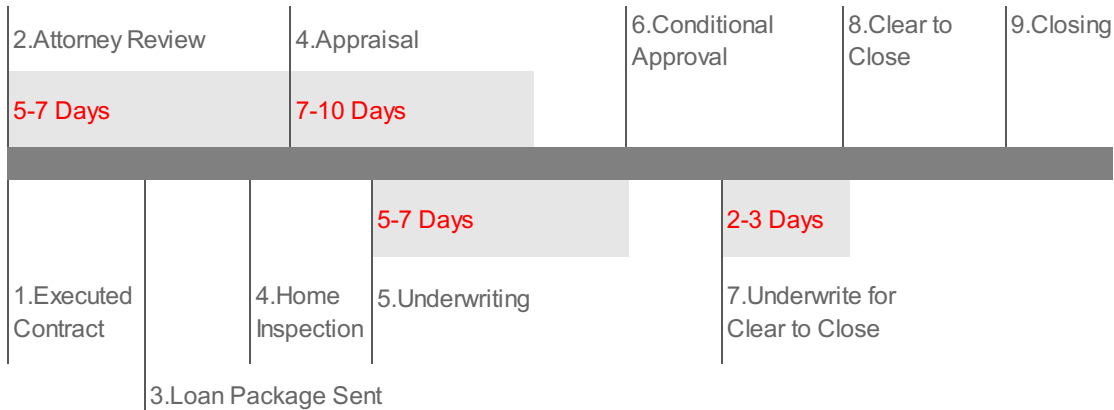 2.Attorney Review
4.Appraisal
6.Conditional
Approval
8.Clear to
Close
9.Closing
5-7 Days
7-10 Days
5-7 Days
2-3 Days
1.Executed
Contract
4.Home
Inspection
5.Underwriting
7.Underwrite for
Clear to Close
3.Loan Package Sent